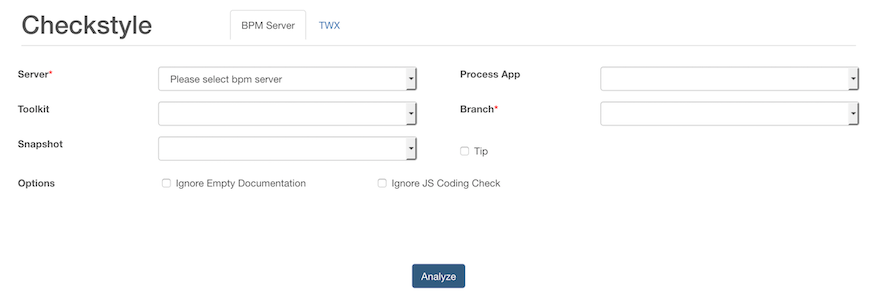 Checkstyle BPM Server TWX
Server* Please select bpm server Process App
Toolkit Branch*
Snapshot Tip
Options Ignore Empty Documentation Ignore JS Coding Check
Analyze